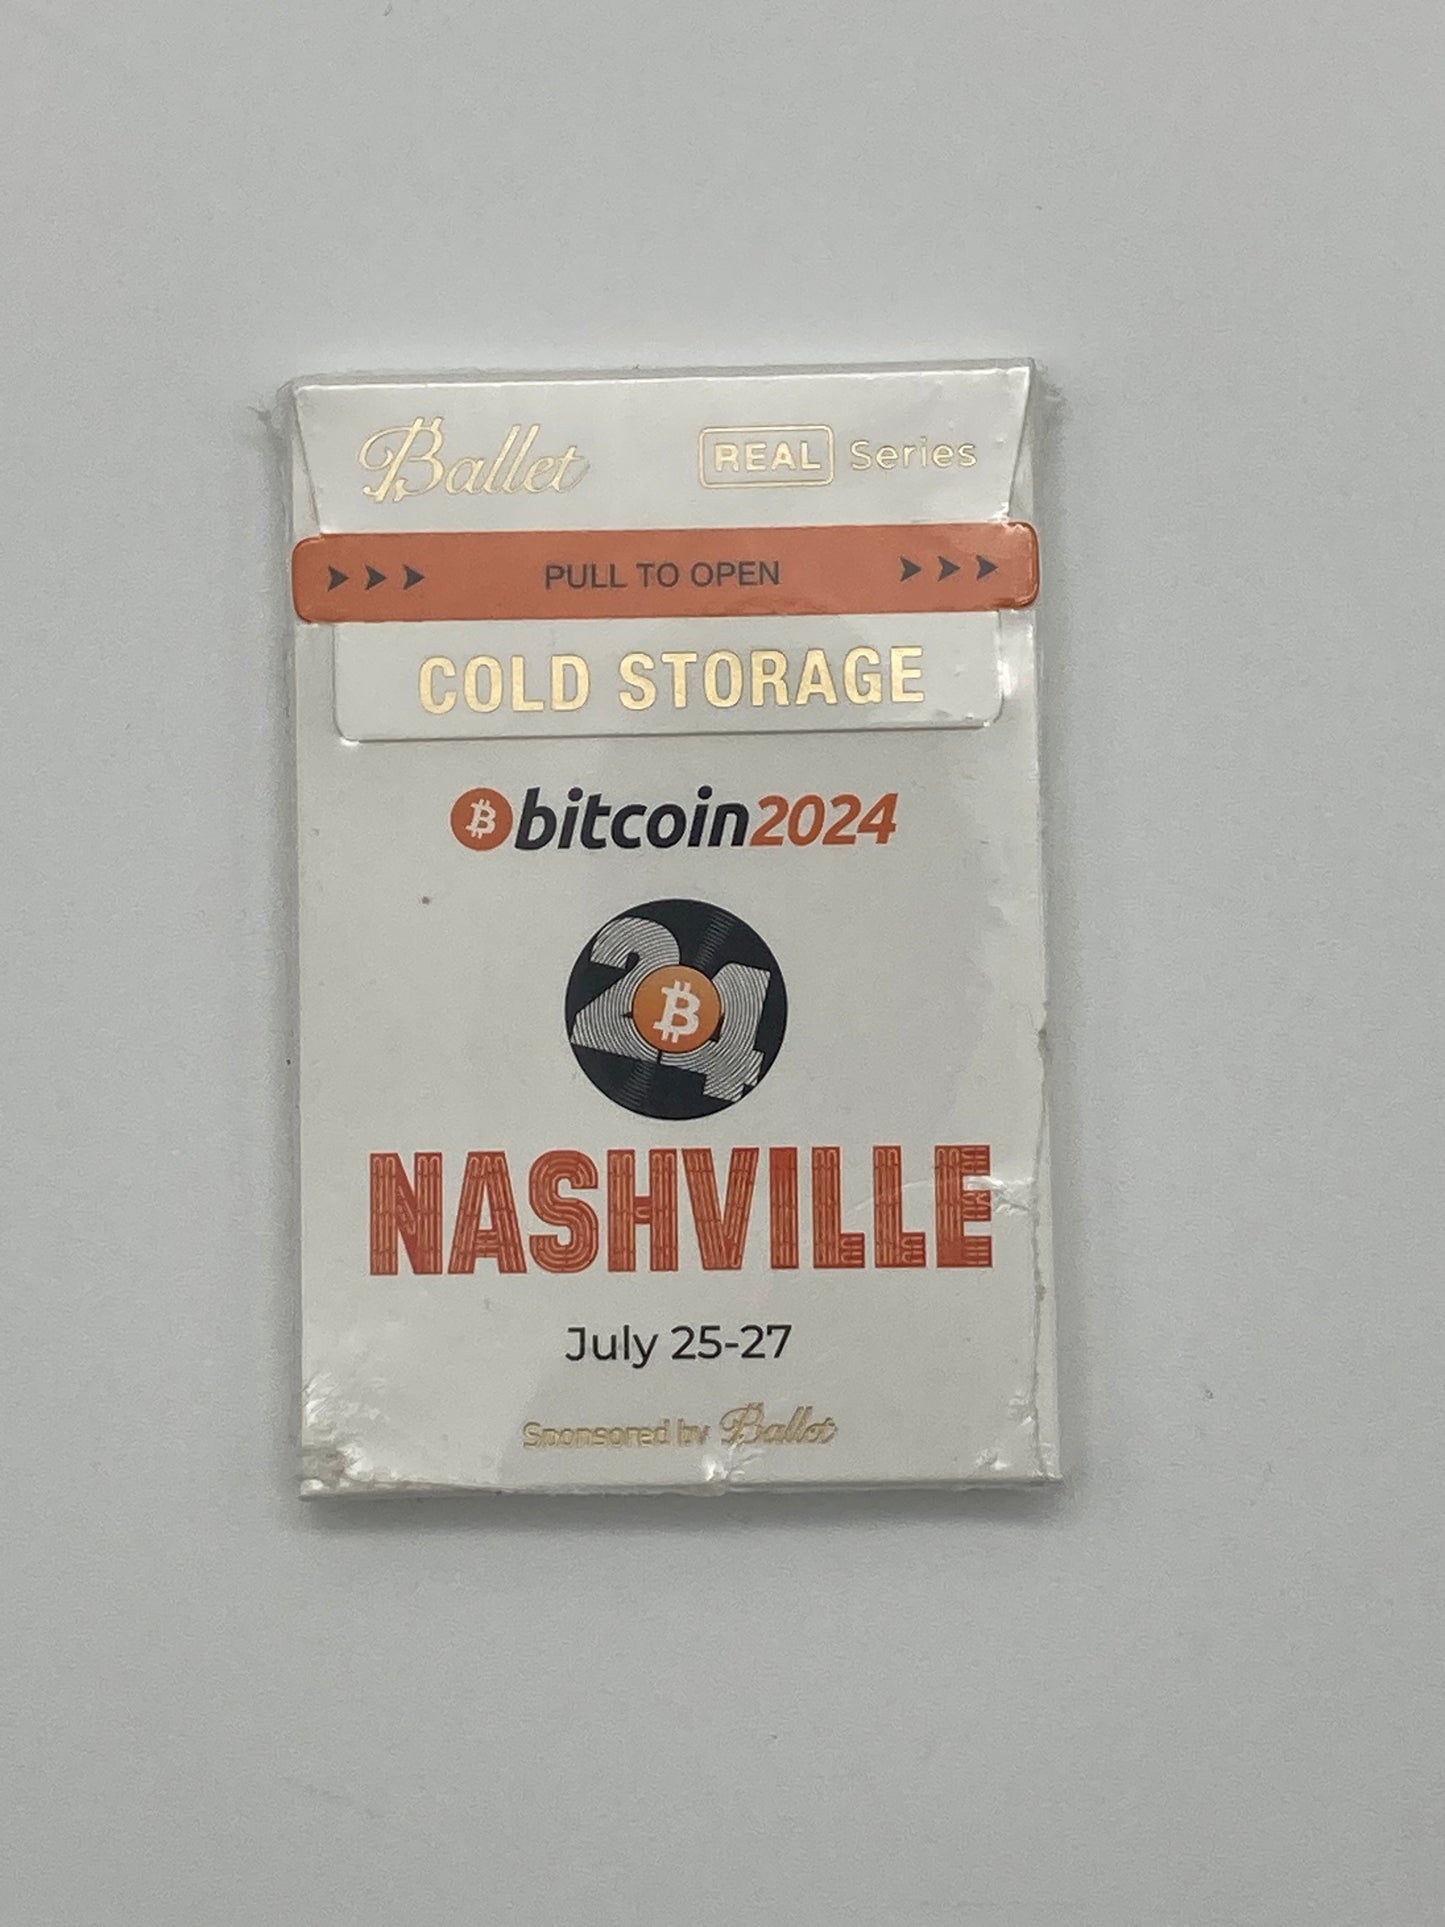 Ballet REAL Series
PULL TO OPEN
COLD STORAGE
bitcoin2024
24
NASHVILLE
July 25-27
Sponsored by Ballet